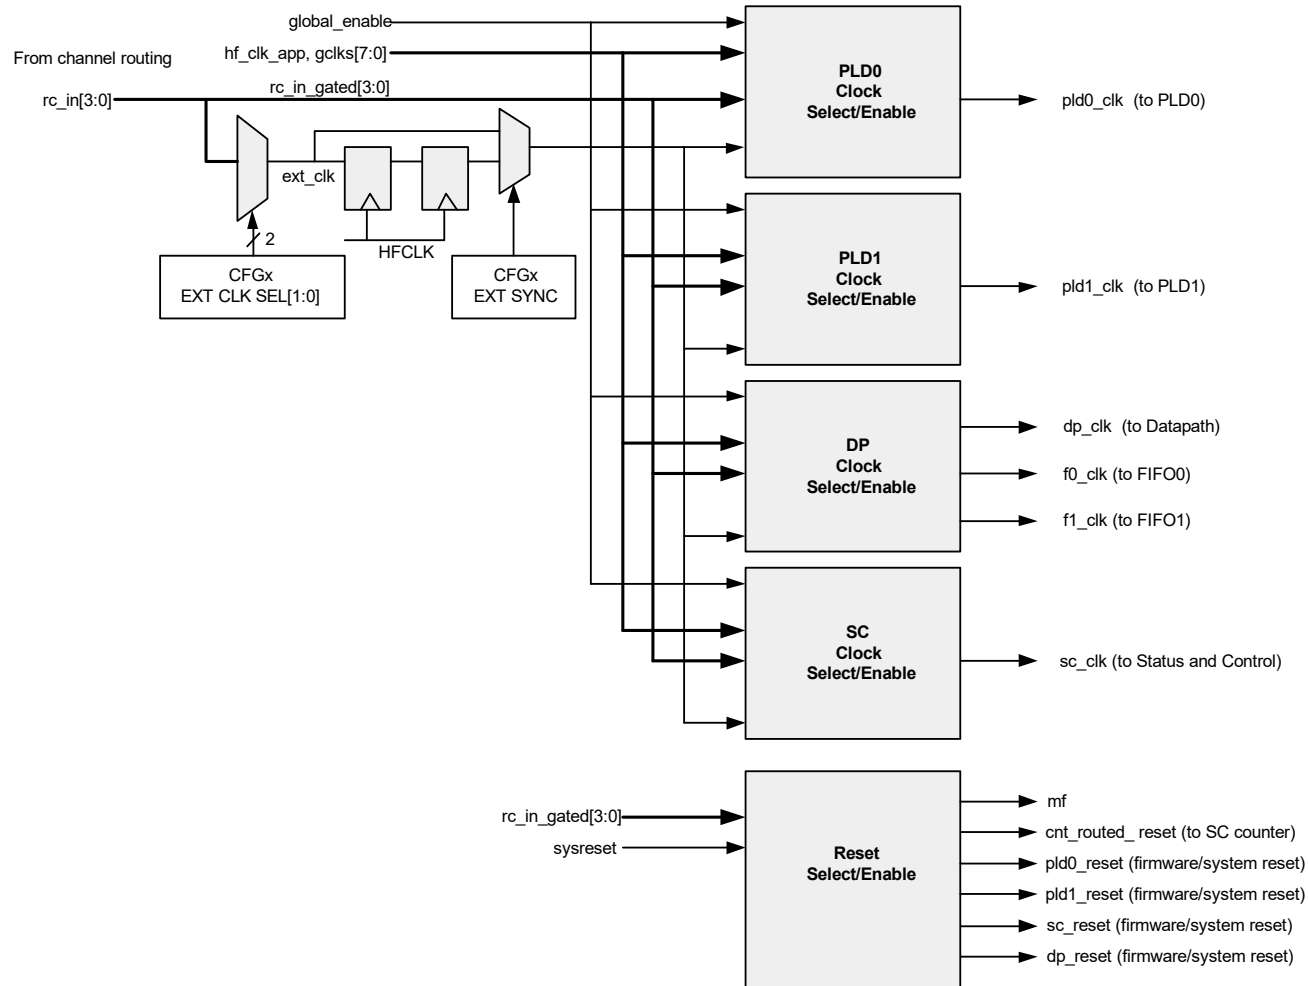 global_enable
hf_clk_app, gclks[7:0]
From channel routing
rc_in_gated[3:0]
rc_in[3:0]
ext_clk
2
HFCLK
CFGx
EXT CLK SEL[1:0]
CFGx
EXT SYNC
PLD0
Clock
Select/Enable
pld0_clk (to PLD0)
PLD1
Clock
Select/Enable
pld1_clk (to PLD1)
DP
Clock
Select/Enable
dp_clk (to Datapath)
f0_clk (to FIFO0)
f1_clk (to FIFO1)
SC
Clock
Select/Enable
sc_clk (to Status and Control)
rc_in_gated[3:0]
sysreset
Reset
Select/Enable
mf
cnt_routed_ reset (to SC counter)
pld0_reset (firmware/system reset)
pld1_reset (firmware/system reset)
sc_reset (firmware/system reset)
dp_reset (firmware/system reset)